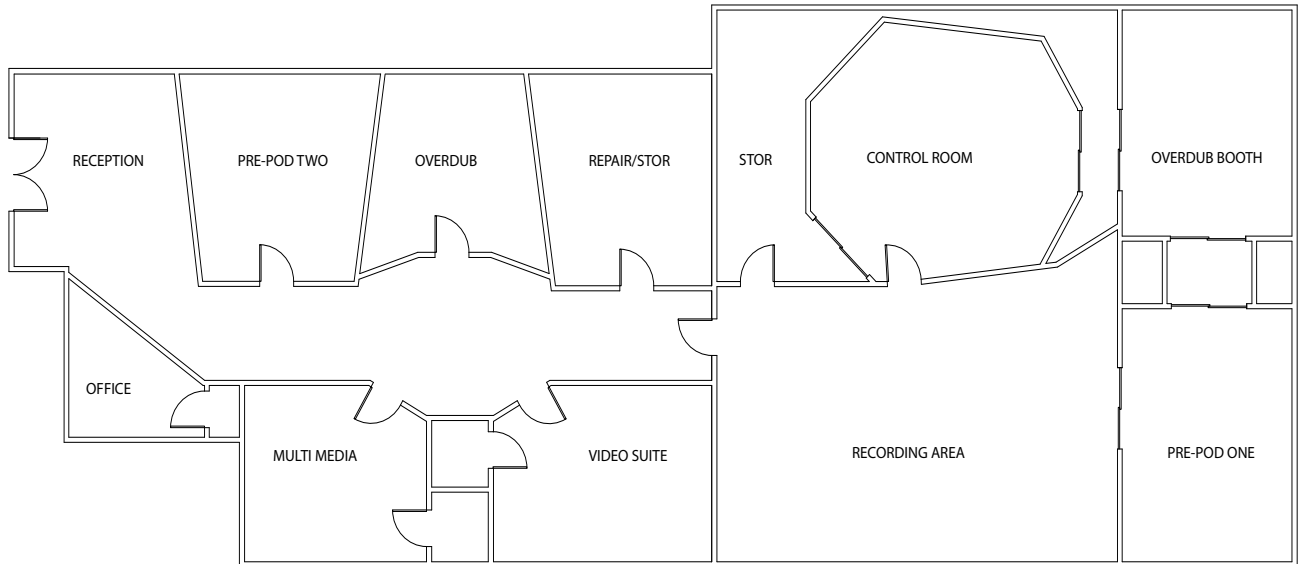 RECEPTION
PRE-POD TWO
OVERDUB
REPAIR/STOR
STOR
CONTROL ROOM
OVERDUB BOOTH
OFFICE
MULTI MEDIA
VIDEO SUITE
RECORDING AREA
PRE-POD ONE